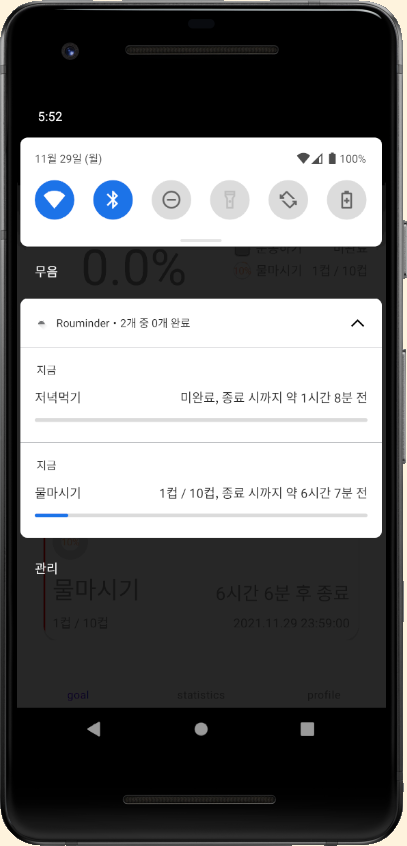 5:52
11월 29일 (월)
100%
무음
0.0%
물마시기 1컵 / 10컵
Rouminder • 2개 중 0개 완료
지금
저녁먹기 미완료, 종료 시까지 약 1시간 8분 전
지금
물마시기 1컵 / 10컵, 종료 시까지 약 6시간 7분 전
관리
물마시기 6시간 6분 후 종료
1컵 / 10컵 2021.11.29 23:59:00
goal statistics profile